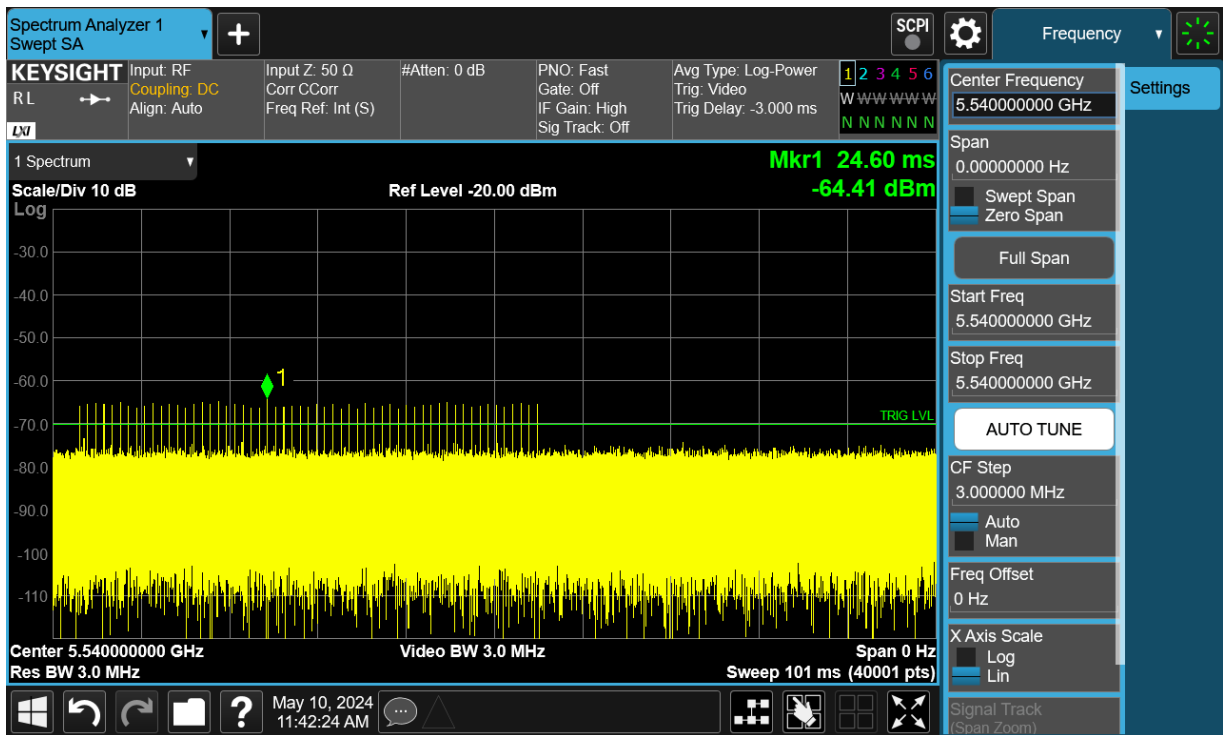 Spectrum Analyzer 1
Swept SA
SCPI
Frequency
KEYSIGHT
R L
LXI
Input: RF
Coupling: DC
Align: Auto
Input Z: 50 Ω
Corr CCorr
Freq Ref: Int (S)
#Atten: 0 dB
PNO: Fast
Gate: Off
IF Gain: High
Sig Track: Off
Avg Type: Log-Power
Trig: Video
Trig Delay: -3.000 ms
1 2 3 4 5 6
W W W W W W
N N N N N N
1 Spectrum
Mkr1 24.60 ms
-64.41 dBm
Scale/Div 10 dB
Ref Level -20.00 dBm
Log
-30.0
-40.0
-50.0
-60.0
-70.0
-80.0
-90.0
-100
-110
1
TRIG LVL
Center 5.540000000 GHz
Video BW 3.0 MHz
Span 0 Hz
Res BW 3.0 MHz
Sweep 101 ms (40001 pts)
May 10, 2024
11:42:24 AM
Center Frequency
5.540000000 GHz
Span
0.00000000 Hz
Swept Span
Zero Span
Full Span
Start Freq
5.540000000 GHz
Stop Freq
5.540000000 GHz
AUTO TUNE
CF Step
3.000000 MHz
Auto
Man
Freq Offset
0 Hz
X Axis Scale
Log
Lin
Signal Track
(Span Zoom)
Settings